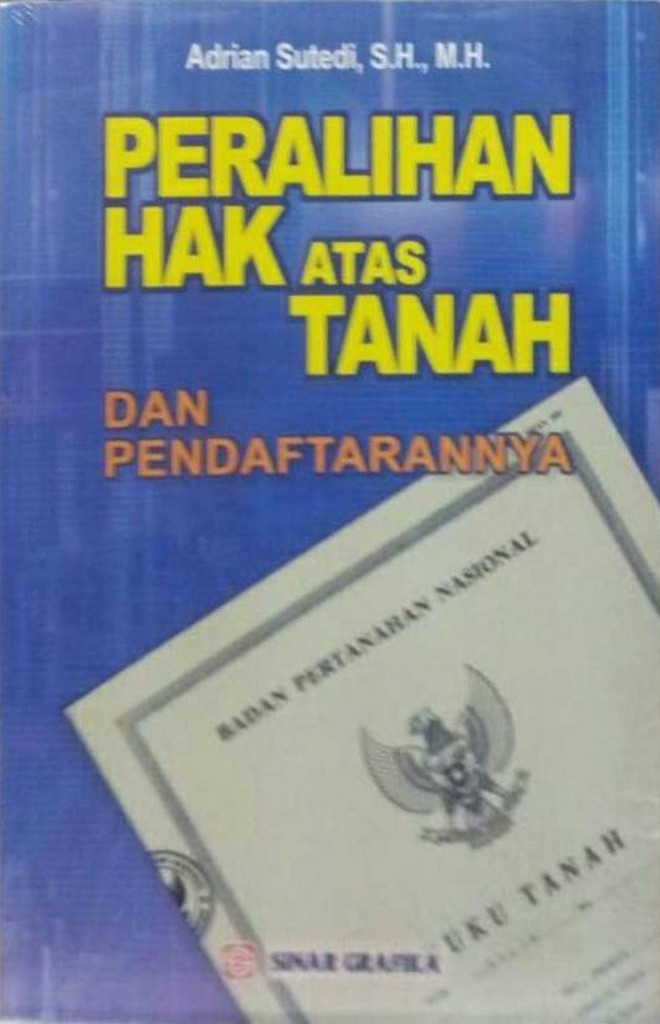 Adrian Sutedi, S.H., M.H.
PERALIHAN
HAK ATAS
TANAH
DAN
PENDAFTARANNYA
BADAN PERTANAHAN NASIONAL
UKU TANAH
SINAR GRAFIKA